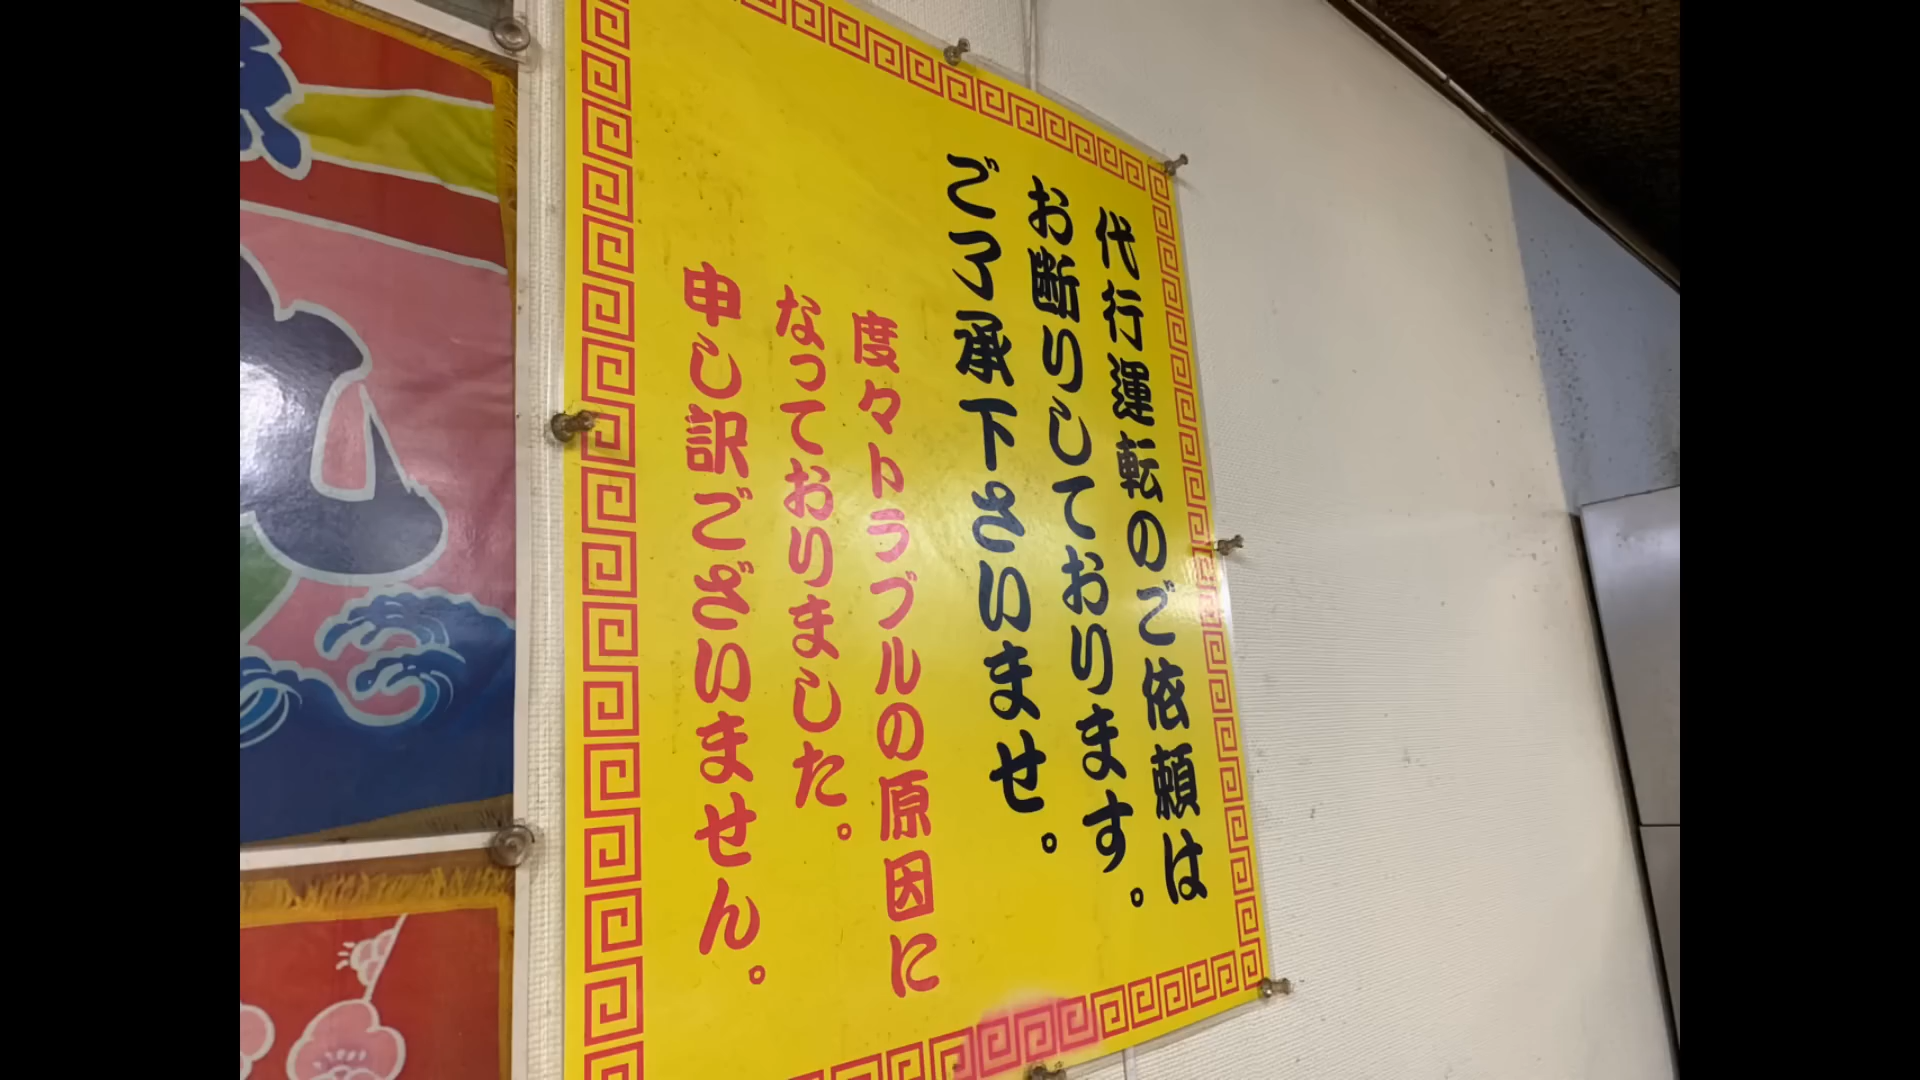 代行運転のご依頼は
お断りしております。
ご了承下さいませ。
度々トラブルの原因に
なっておりました。
申し訳ございません。